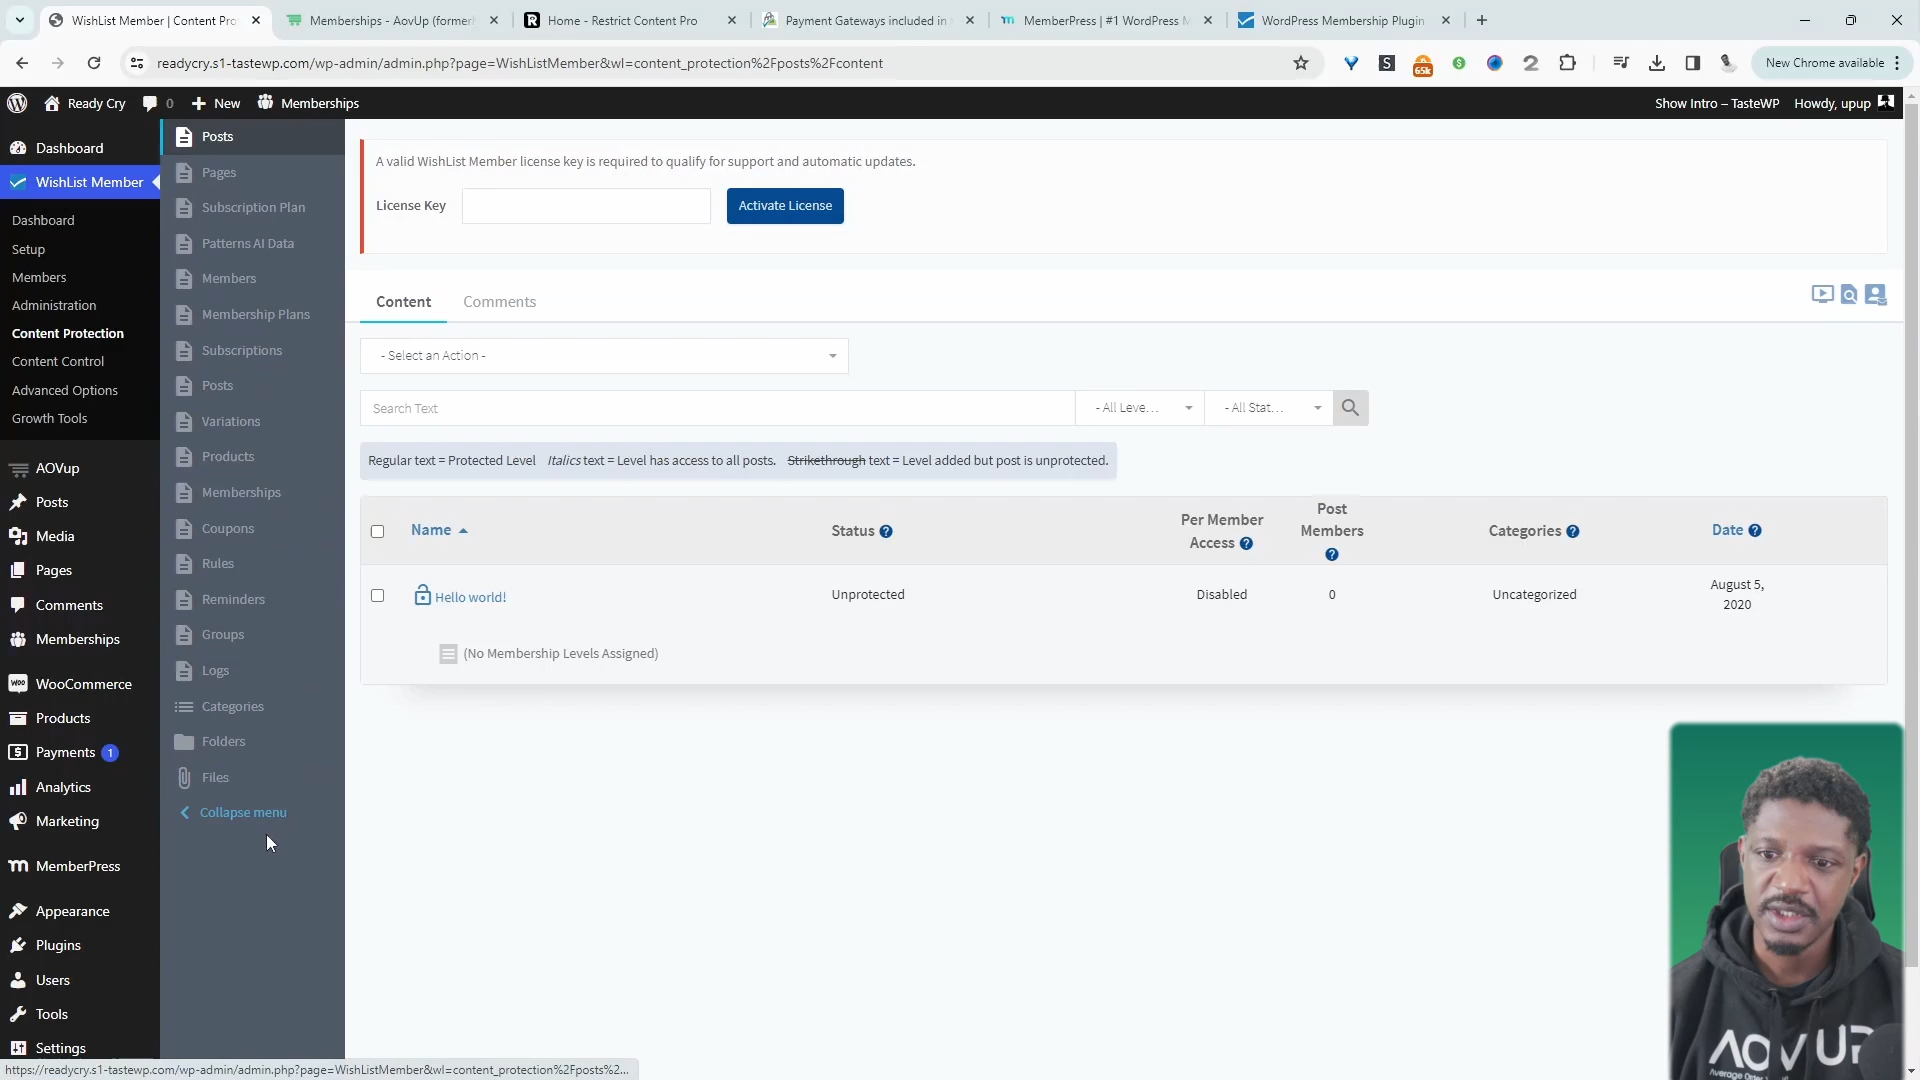 WishList Member | Content Pro
Memberships - AovUp (former
Home - Restrict Content Pro
Payment Gateways included in
MemberPress | #1 WordPress M
WordPress Membership Plugin
readycry.s1-tastewp.com/wp-admin/admin.php?page=WishListMember&wl=content_protection%2Fposts%2Fcontent
65k
New Chrome available
Ready Cry
0
New
Memberships
Show Intro – TasteWP
Howdy, upup
Dashboard
WishList Member
Dashboard
Setup
Members
Administration
Content Protection
Content Control
Advanced Options
Growth Tools
AOVup
Posts
Media
Pages
Comments
Memberships
WooCommerce
Products
Payments 1
Analytics
Marketing
MemberPress
Appearance
Plugins
Users
Tools
Settings
Posts
Pages
Subscription Plan
Patterns AI Data
Members
Membership Plans
Subscriptions
Posts
Variations
Products
Memberships
Coupons
Rules
Reminders
Groups
Logs
Categories
Folders
Files
Collapse menu
A valid WishList Member license key is required to qualify for support and automatic updates.
License Key
Activate License
Content
Comments
- Select an Action -
Search Text
- All Leve...
- All Stat...
Regular text = Protected Level Italics text = Level has access to all posts. Strikethrough text = Level added but post is unprotected.
Name
Status
Per Member
Access
Post
Members
Categories
Date
Hello world!
Unprotected
Disabled
0
Uncategorized
August 5,
2020
(No Membership Levels Assigned)
https://readycry.s1-tastewp.com/wp-admin/admin.php?page=WishListMember&wl=content_protection%2Fposts%2...
AOVUP
Average Order